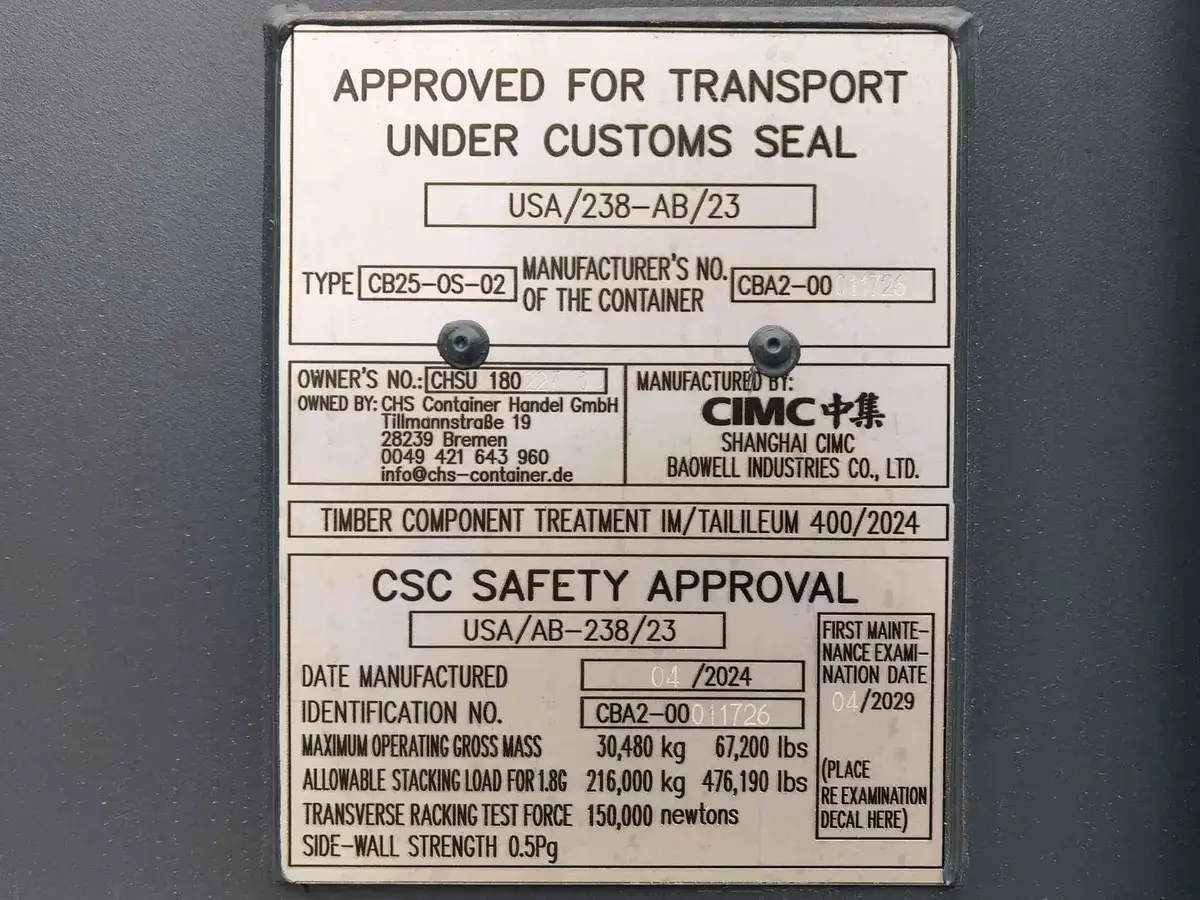 APPROVED FOR TRANSPORT
UNDER CUSTOMS SEAL
USA/238-AB/23
TYPE CB25-OS-02 MANUFACTURER'S NO. OF THE CONTAINER CBA2-00011726
OWNER'S NO.: CHSU 180227 0
OWNED BY: CHS Container Handel GmbH
Tillmannstraße 19
28239 Bremen
0049 421 643 960
info@chs-container.de
MANUFACTURED BY:
CIMC 中集
SHANGHAI CIMC
BAOWELL INDUSTRIES CO., LTD.
TIMBER COMPONENT TREATMENT IM/TAILILEUM 400/2024
CSC SAFETY APPROVAL
USA/AB-238/23
DATE MANUFACTURED 04 /2024
IDENTIFICATION NO. CBA2-00011726
MAXIMUM OPERATING GROSS MASS 30,480 kg 67,200 lbs
ALLOWABLE STACKING LOAD FOR 1.8G 216,000 kg 476,190 lbs
TRANSVERSE RACKING TEST FORCE 150,000 newtons
SIDE-WALL STRENGTH 0.5Pg
FIRST MAINTE-
NANCE EXAMI-
NATION DATE
04/2029
(PLACE
RE EXAMINATION
DECAL HERE)